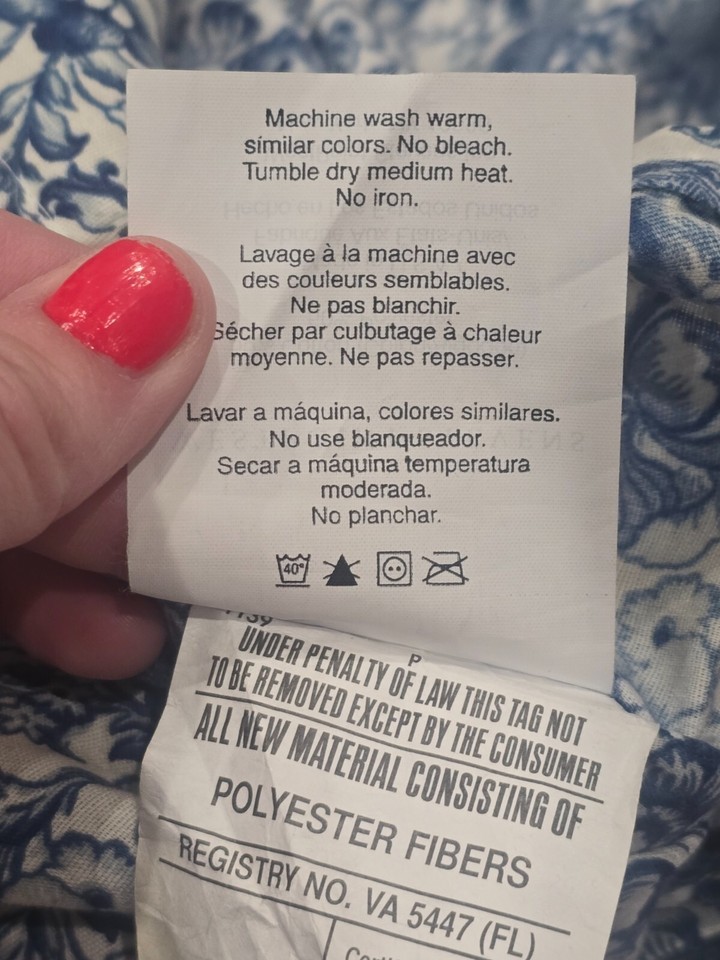 Machine wash warm,
similar colors. No bleach.
Tumble dry medium heat.
No iron.
Lavage à la machine avec
des couleurs semblables.
Ne pas blanchir.
Sécher par culbutage à chaleur
moyenne. Ne pas repasser.
Lavar a máquina, colores similares.
No use blanqueador.
Secar a máquina temperatura
moderada.
No planchar.
40°
P
UNDER PENALTY OF LAW THIS TAG NOT
TO BE REMOVED EXCEPT BY THE CONSUMER
ALL NEW MATERIAL CONSISTING OF
POLYESTER FIBERS
REGISTRY NO. VA 5447 (FL)